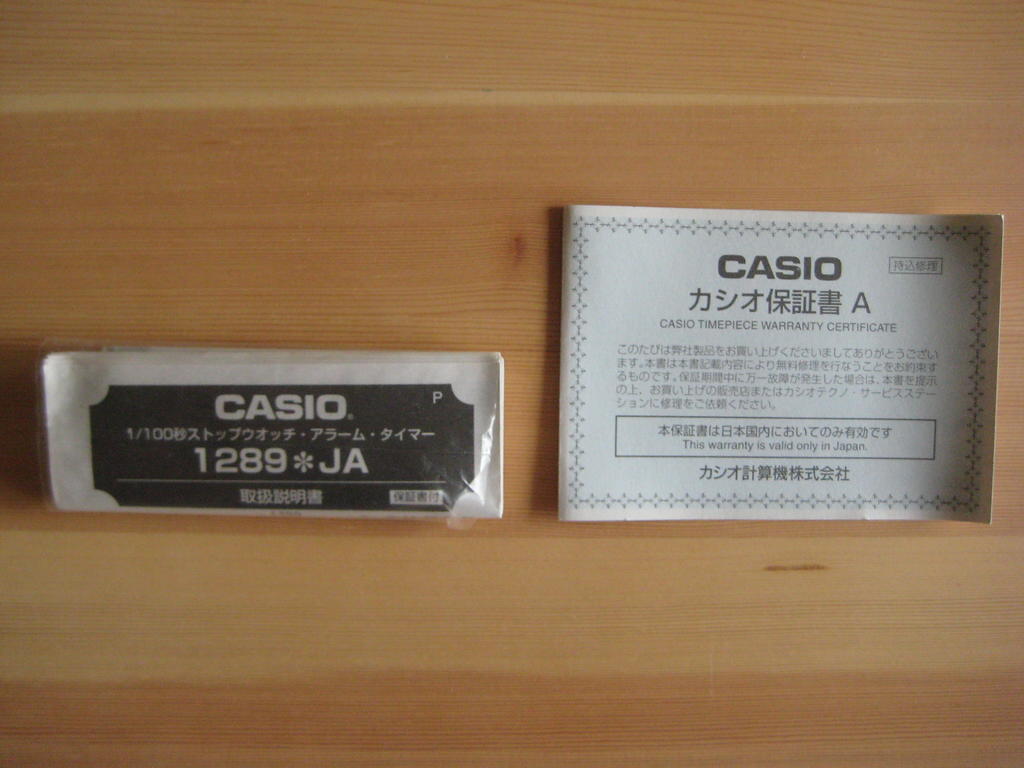 CASIO®
P
1/100秒ストップウオッチ・アラーム・タイマー
1289＊JA
取扱説明書
保証書付
CASIO
持込修理
カシオ保証書 A
CASIO TIMEPIECE WARRANTY CERTIFICATE
このたびは弊社製品をお買い上げくださいましてありがとうござい
ます。本書は本書記載内容により無料修理を行なうことをお約束す
るものです。保証期間中に万一故障が発生した場合は、本書を提示
の上、お買い上げの販売店またはカシオテクノ・サービスステー
ションに修理をご依頼ください。
本保証書は日本国内においてのみ有効です
This warranty is valid only in Japan.
カシオ計算機株式会社